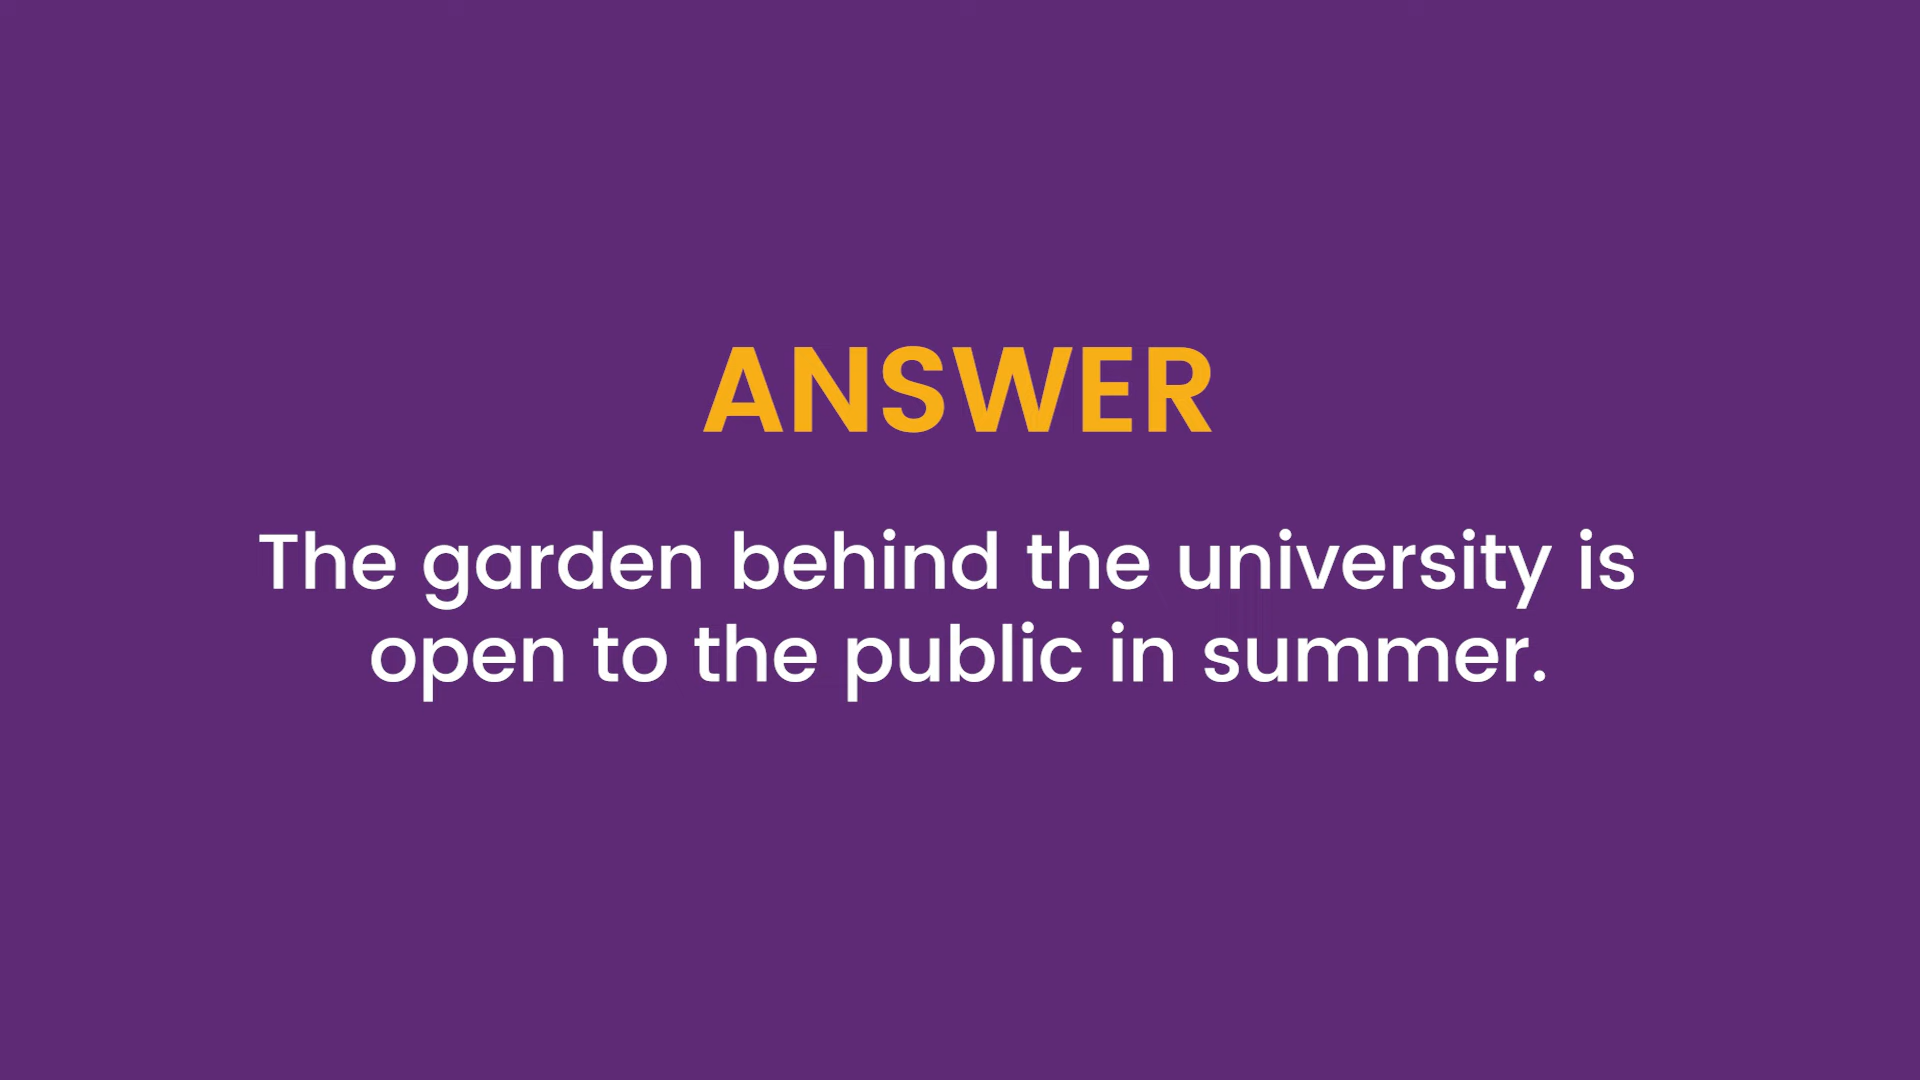 ANSWER
The garden behind the university is
open to the public in summer.